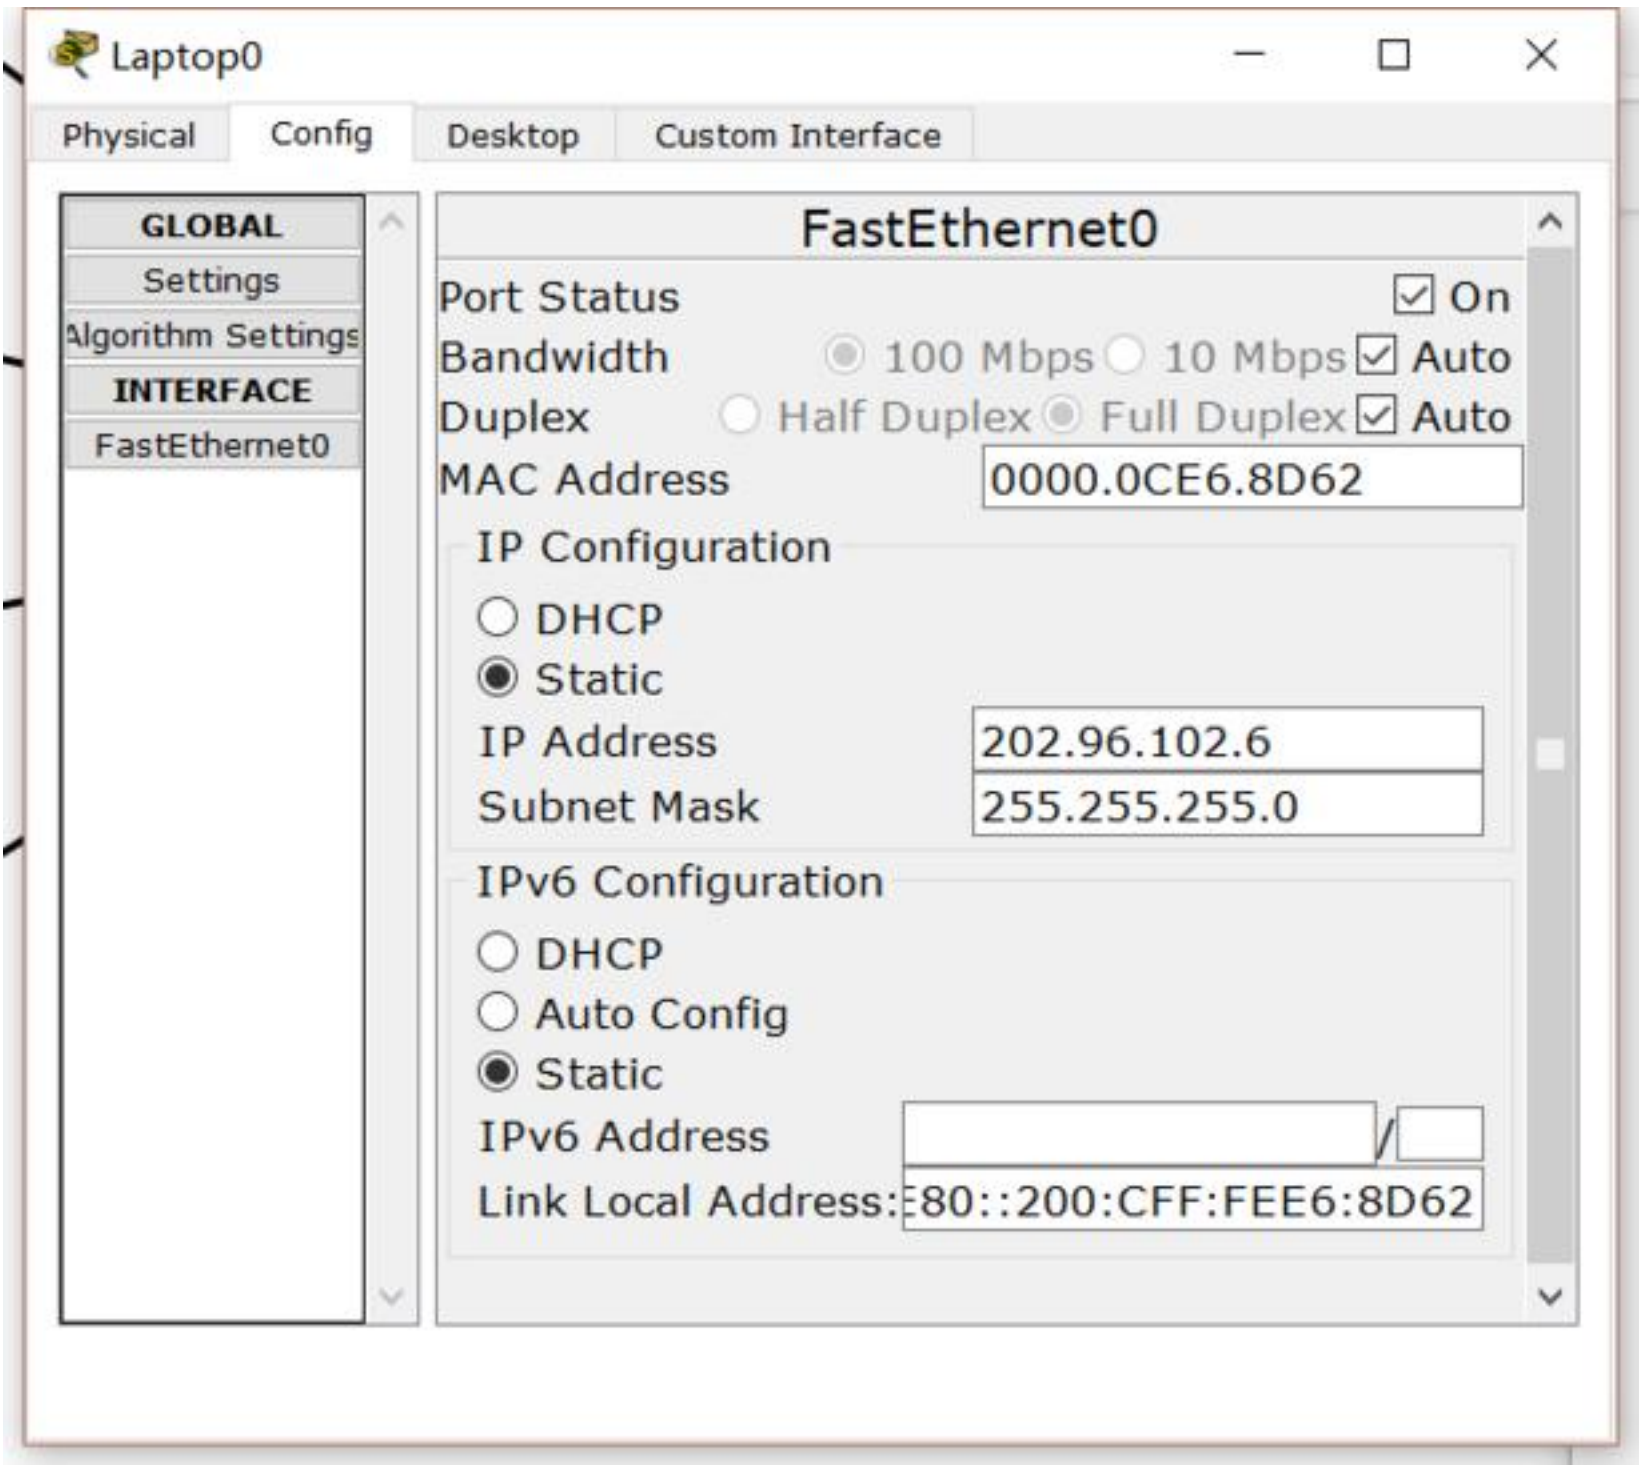 Laptop0
Physical Config Desktop Custom Interface
GLOBAL
Settings
Algorithm Settings
INTERFACE
FastEthernet0
FastEthernet0
Port Status On
Bandwidth 100 Mbps 10 Mbps Auto
Duplex Half Duplex Full Duplex Auto
MAC Address 0000.0CE6.8D62
IP Configuration
DHCP
Static
IP Address 202.96.102.6
Subnet Mask 255.255.255.0
IPv6 Configuration
DHCP
Auto Config
Static
IPv6 Address /
Link Local Address: E80::200:CFF:FEE6:8D62